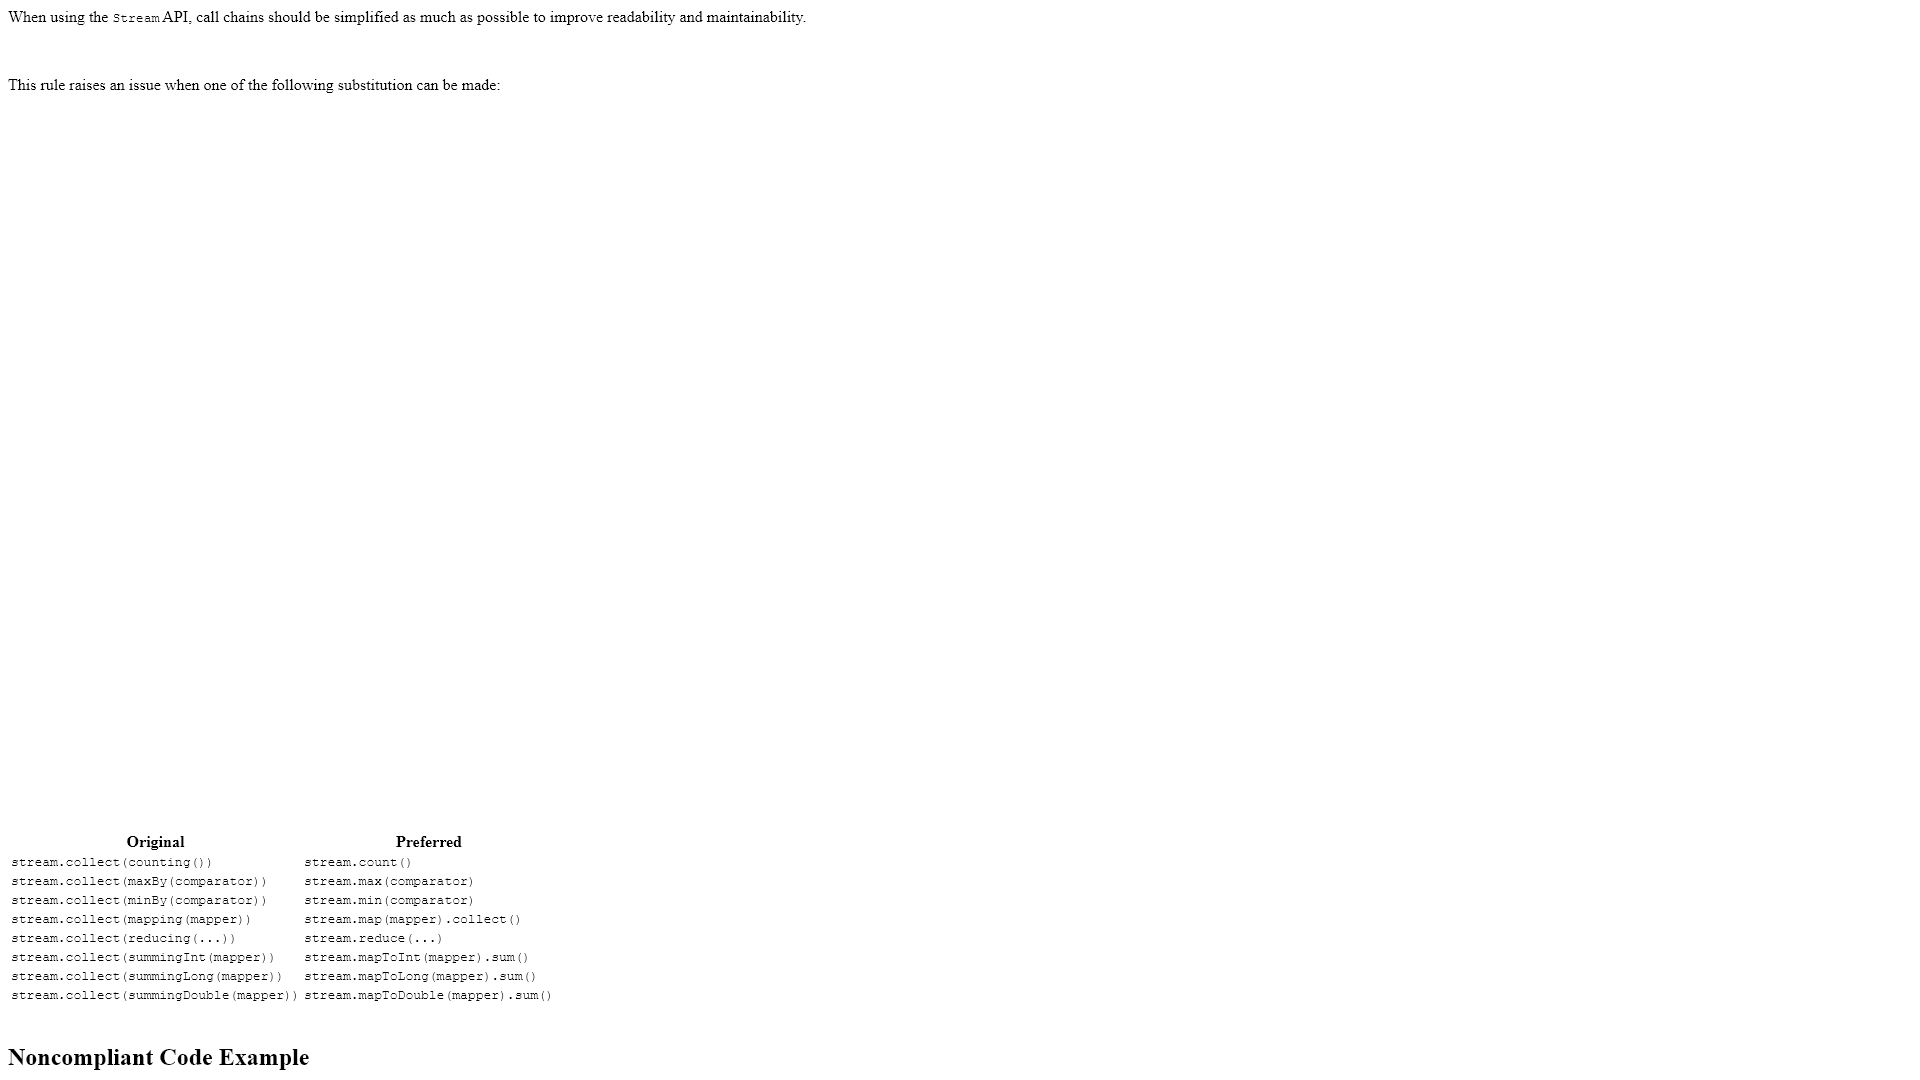 When using the Stream API, call chains should be simplified as much as possible to improve readability and maintainability.
This rule raises an issue when one of the following substitution can be made:
Original Preferred
stream.collect(counting()) stream.count()
stream.collect(maxBy(comparator)) stream.max(comparator)
stream.collect(minBy(comparator)) stream.min(comparator)
stream.collect(mapping(mapper)) stream.map(mapper).collect()
stream.collect(reducing(...)) stream.reduce(...)
stream.collect(summingInt(mapper)) stream.mapToInt(mapper).sum()
stream.collect(summingLong(mapper)) stream.mapToLong(mapper).sum()
stream.collect(summingDouble(mapper)) stream.mapToDouble(mapper).sum()
Noncompliant Code Example